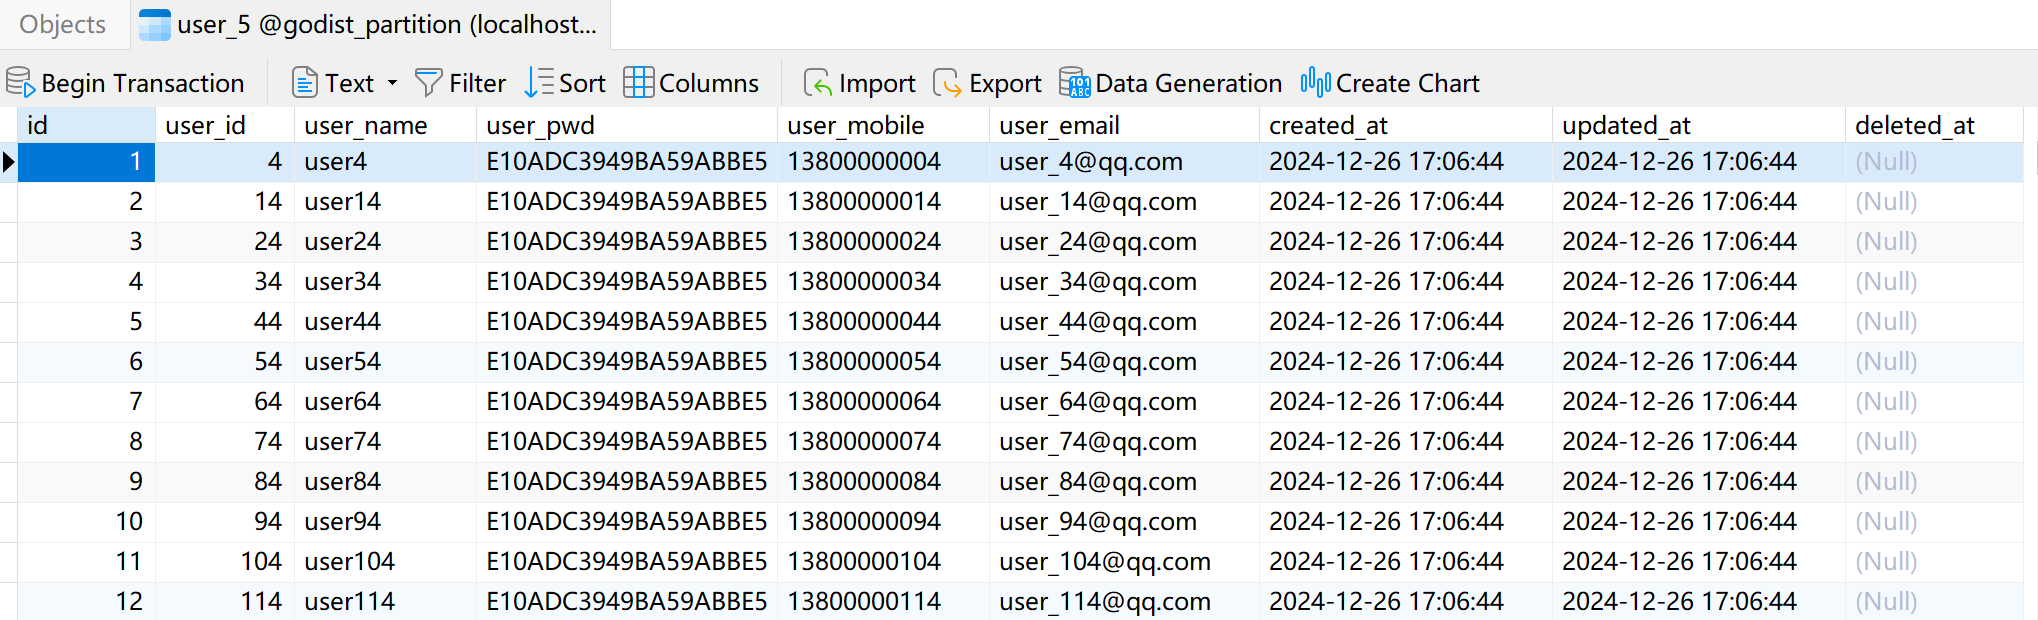 Objects user_5 @godist_partition (localhost...
Begin Transaction Text Filter Sort Columns Import Export Data Generation Create Chart
id user_id user_name user_pwd user_mobile user_email created_at updated_at deleted_at
1 4 user4 E10ADC3949BA59ABBE5 13800000004 user_4@qq.com 2024-12-26 17:06:44 2024-12-26 17:06:44 (Null)
2 14 user14 E10ADC3949BA59ABBE5 13800000014 user_14@qq.com 2024-12-26 17:06:44 2024-12-26 17:06:44 (Null)
3 24 user24 E10ADC3949BA59ABBE5 13800000024 user_24@qq.com 2024-12-26 17:06:44 2024-12-26 17:06:44 (Null)
4 34 user34 E10ADC3949BA59ABBE5 13800000034 user_34@qq.com 2024-12-26 17:06:44 2024-12-26 17:06:44 (Null)
5 44 user44 E10ADC3949BA59ABBE5 13800000044 user_44@qq.com 2024-12-26 17:06:44 2024-12-26 17:06:44 (Null)
6 54 user54 E10ADC3949BA59ABBE5 13800000054 user_54@qq.com 2024-12-26 17:06:44 2024-12-26 17:06:44 (Null)
7 64 user64 E10ADC3949BA59ABBE5 13800000064 user_64@qq.com 2024-12-26 17:06:44 2024-12-26 17:06:44 (Null)
8 74 user74 E10ADC3949BA59ABBE5 13800000074 user_74@qq.com 2024-12-26 17:06:44 2024-12-26 17:06:44 (Null)
9 84 user84 E10ADC3949BA59ABBE5 13800000084 user_84@qq.com 2024-12-26 17:06:44 2024-12-26 17:06:44 (Null)
10 94 user94 E10ADC3949BA59ABBE5 13800000094 user_94@qq.com 2024-12-26 17:06:44 2024-12-26 17:06:44 (Null)
11 104 user104 E10ADC3949BA59ABBE5 13800000104 user_104@qq.com 2024-12-26 17:06:44 2024-12-26 17:06:44 (Null)
12 114 user114 E10ADC3949BA59ABBE5 13800000114 user_114@qq.com 2024-12-26 17:06:44 2024-12-26 17:06:44 (Null)